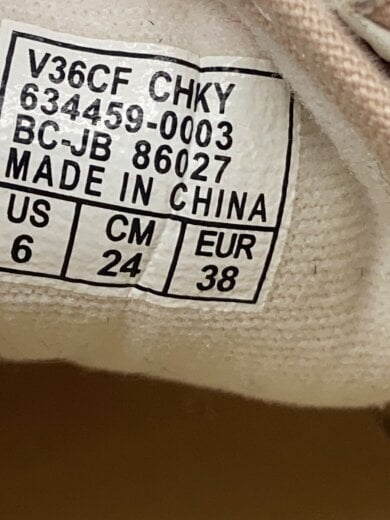 V36CF CHKY
634459-0003
BC-JB 86027
MADE IN CHINA
US CM EUR
6 24 38